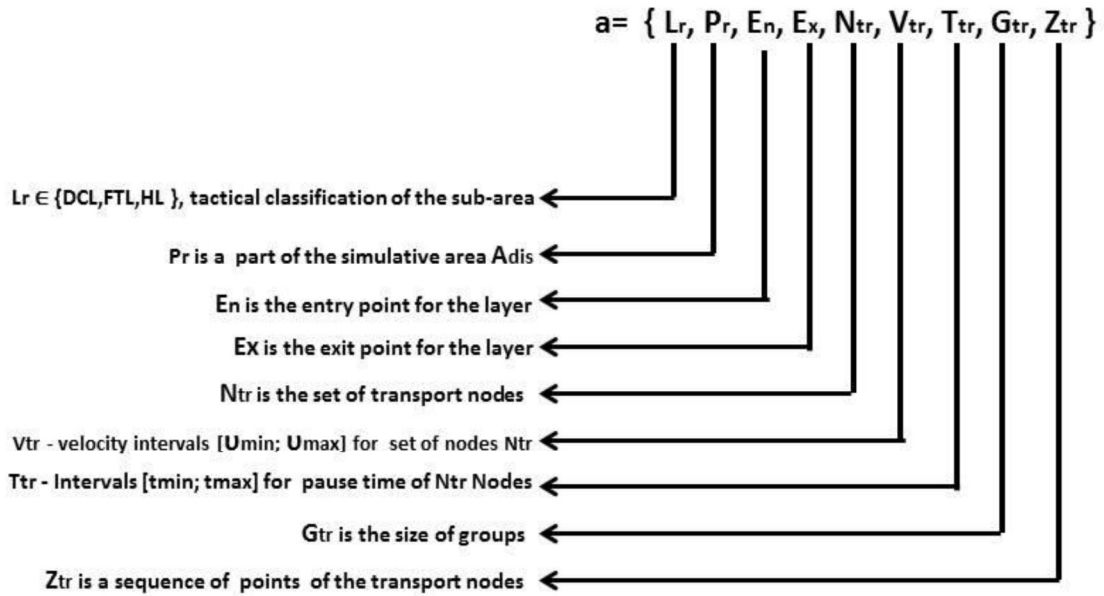 a= { Lr, Pr, En, Ex, Ntr, Vtr, Ttr, Gtr, Ztr }
Lr ∈ {DCL,FTL,HL }, tactical classification of the sub-area
Pr is a part of the simulative area Adis
En is the entry point for the layer
Ex is the exit point for the layer
Ntr is the set of transport nodes
Vtr - velocity intervals [Umin; Umax] for set of nodes Ntr
Ttr - Intervals [tmin; tmax] for pause time of Ntr Nodes
Gtr is the size of groups
Ztr is a sequence of points of the transport nodes